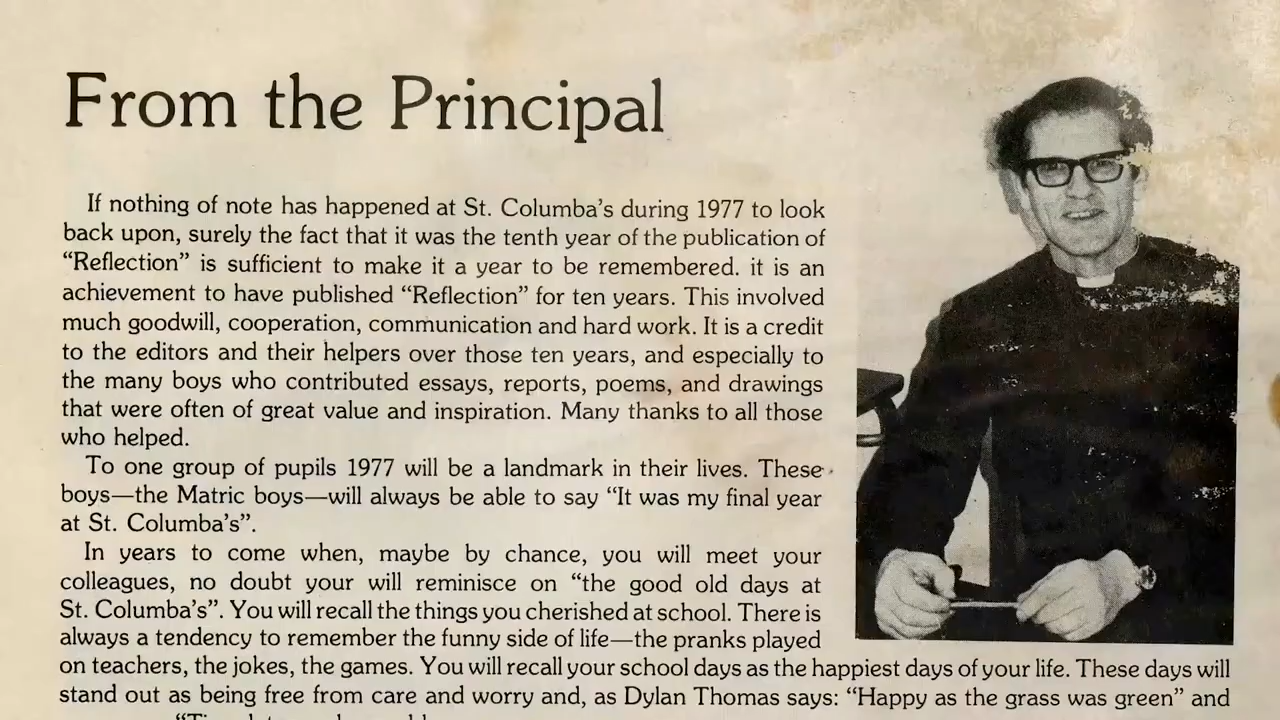 From the Principal
If nothing of note has happened at St. Columba's during 1977 to look
back upon, surely the fact that it was the tenth year of the publication of
“Reflection” is sufficient to make it a year to be remembered. it is an
achievement to have published “Reflection” for ten years. This involved
much goodwill, cooperation, communication and hard work. It is a credit
to the editors and their helpers over those ten years, and especially to
the many boys who contributed essays, reports, poems, and drawings
that were often of great value and inspiration. Many thanks to all those
who helped.
To one group of pupils 1977 will be a landmark in their lives. These
boys—the Matric boys—will always be able to say “It was my final year
at St. Columba's”.
In years to come when, maybe by chance, you will meet your
colleagues, no doubt your will reminisce on “the good old days at
St. Columba's”. You will recall the things you cherished at school. There is
always a tendency to remember the funny side of life—the pranks played
on teachers, the jokes, the games. You will recall your school days as the happiest days of your life. These days will
stand out as being free from care and worry and, as Dylan Thomas says: “Happy as the grass was green” and